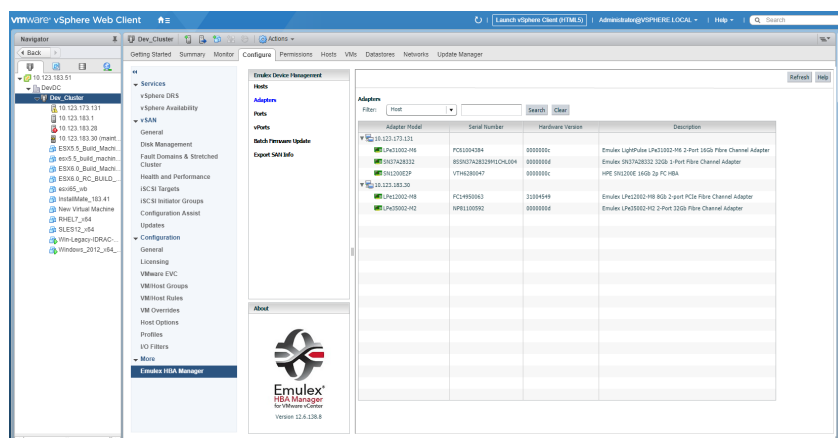 vmware® vSphere Web Client
Launch vSphere Client (HTML5) | Administrator@VSPHERE.LOCAL | Help | Search
Navigator
Back
10.123.183.51
DevDC
Dev_Cluster
10.123.173.131
10.123.183.1
10.123.183.28
10.123.183.30 (maint...
ESX5.5_Build_Machi...
esx5.5_build_machin...
ESX6.0_Build_Machi...
ESX6.0_RC_BUILD_...
esxi65_wb
InstallMate_183.41
New Virtual Machine
RHEL7_x64
SLES12_x64
Win-Legacy-IDRAC-...
Windows_2012_x64_...
Dev_Cluster Actions
Getting Started Summary Monitor Configure Permissions Hosts VMs Datastores Networks Update Manager
Services
vSphere DRS
vSphere Availability
vSAN
General
Disk Management
Fault Domains & Stretched
Cluster
Health and Performance
iSCSI Targets
iSCSI Initiator Groups
Configuration Assist
Updates
Configuration
General
Licensing
VMware EVC
VM/Host Groups
VM/Host Rules
VM Overrides
Host Options
Profiles
I/O Filters
More
Emulex HBA Manager
Emulex Device Management
Hosts
Adapters
Ports
vPorts
Batch Firmware Update
Export SAN Info
About
Emulex®
HBA Manager
for VMware vCenter
Version 12.6.138.8
Refresh Help
Adapters
Filter: Host Search Clear
Adapter Model Serial Number Hardware Version Description
10.123.173.131
LPe31002-M6 FC61004384 0000000c Emulex LightPulse LPe31002-M6 2-Port 16Gb Fibre Channel Adapter
SN37A28332 8SSN37A28329M1CHL004 0000000d Emulex SN37A28332 32Gb 1-Port Fibre Channel Adapter
SN1200E2P VTH6280047 0000000c HPE SN1200E 16Gb 2p FC HBA
10.123.183.30
LPe12002-M8 FC14950063 31004549 Emulex LPe12002-M8 8Gb 2-port PCIe Fibre Channel Adapter
LPe35002-M2 NP81100592 0000000d Emulex LPe35002-M2 2-Port 32Gb Fibre Channel Adapter